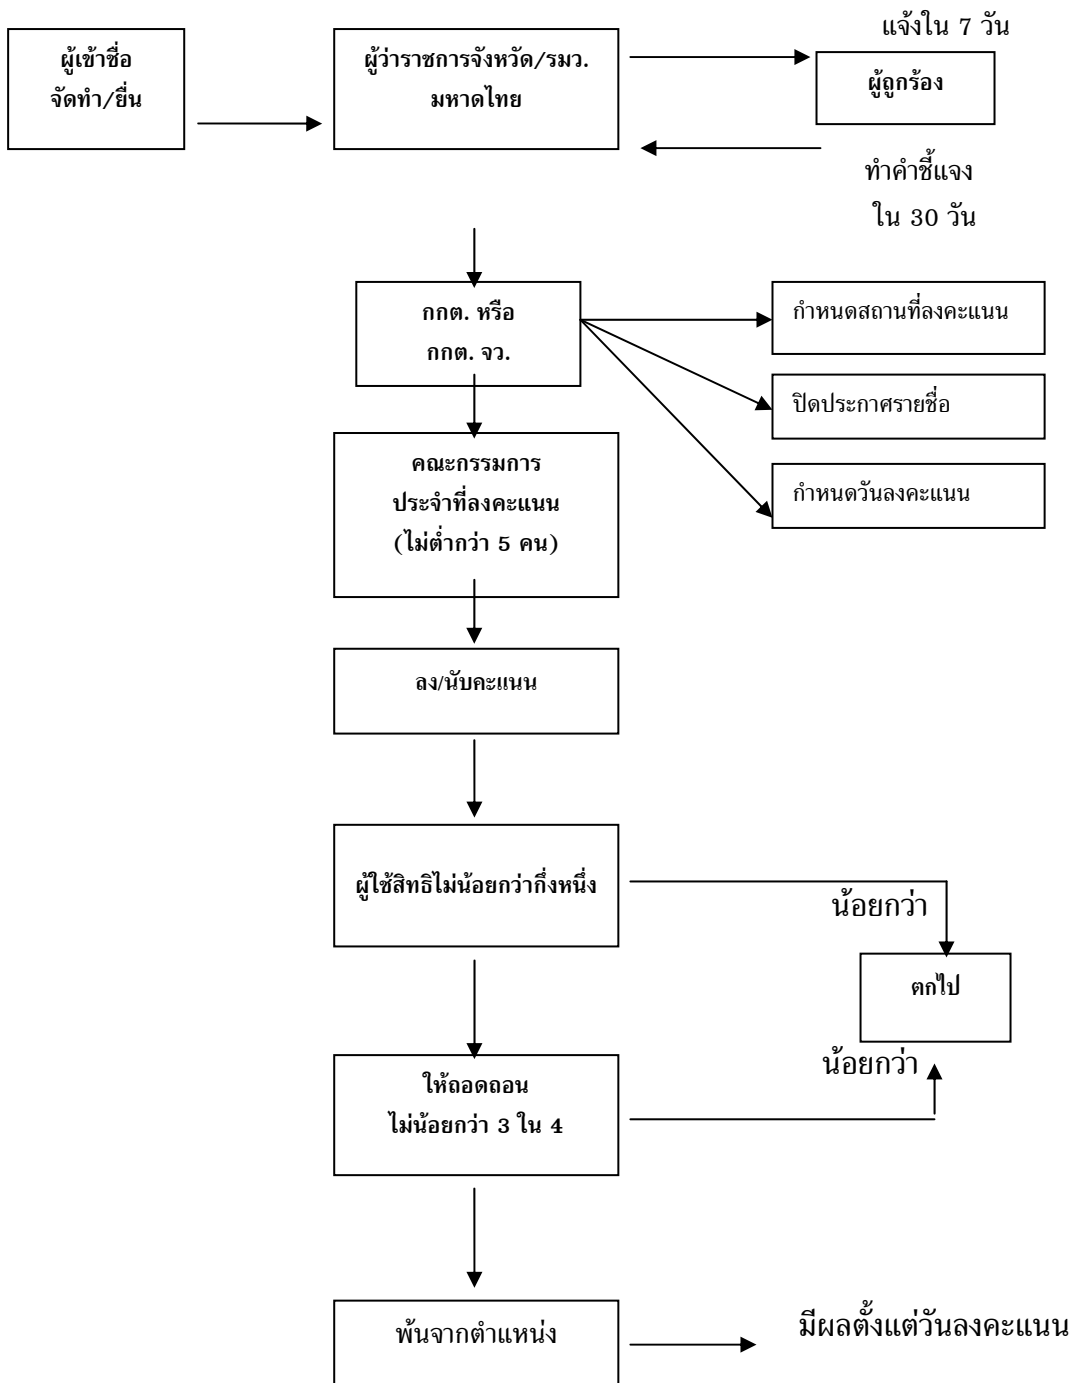 ผู้เข้าชื่อ
จัดทำ/ยื่น
ผู้ว่าราชการจังหวัด/รมว.
มหาดไทย
แจ้งใน 7 วัน
ผู้ถูกร้อง
ทำคำชี้แจง
ใน 30 วัน
กกต. หรือ
กกต. จว.
กำหนดสถานที่ลงคะแนน
ปิดประกาศรายชื่อ
กำหนดวันลงคะแนน
คณะกรรมการ
ประจำที่ลงคะแนน
(ไม่ต่ำกว่า 5 คน)
ลง/นับคะแนน
ผู้ใช้สิทธิไม่น้อยกว่ากึ่งหนึ่ง
น้อยกว่า
ตกไป
น้อยกว่า
ให้ถอดถอน
ไม่น้อยกว่า 3 ใน 4
พ้นจากตำแหน่ง
มีผลตั้งแต่วันลงคะแนน